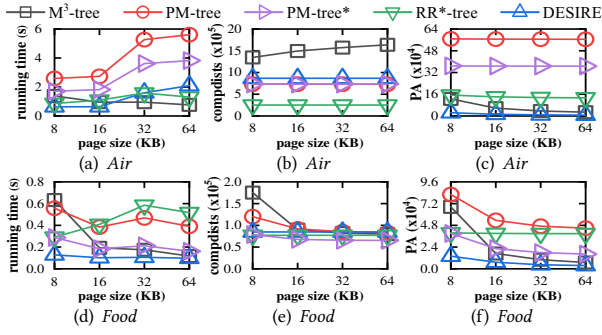 M³-tree PM-tree PM-tree* RR*-tree DESIRE
running time (s) 6 4 2 0 8 16 32 64 page size (KB)
compdists (x10⁵) 20 15 10 5 0 8 16 32 64 page size (KB)
PA (x10⁴) 64 48 32 16 0 8 16 32 64 page size (KB)
(a) Air (b) Air (c) Air
running time (s) 0.8 0.6 0.4 0.2 0.0 8 16 32 64 page size (KB)
compdists (x10⁵) 2.0 1.5 1.0 0.5 0.0 8 16 32 64 page size (KB)
PA (x10⁴) 9.6 7.2 4.8 2.4 0.0 8 16 32 64 page size (KB)
(d) Food (e) Food (f) Food